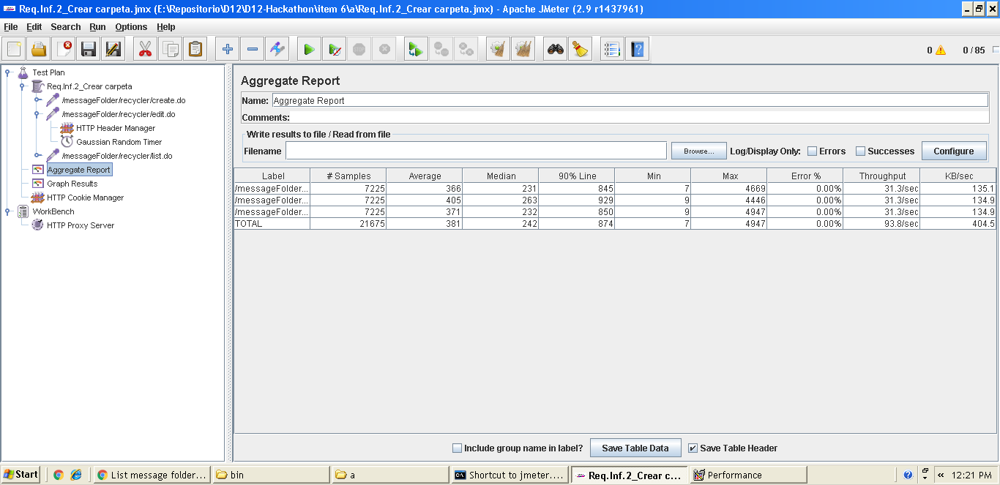 Req.Inf.2_Crear carpeta.jmx (E:\Repositorio\D12\D12-Hackathon\item 6\a\Req.Inf.2_Crear carpeta.jmx) - Apache JMeter (2.9 r1437961)
File Edit Search Run Options Help
0 0 / 85
Test Plan
Req.Inf.2_Crear carpeta
/messageFolder/recycler/create.do
/messageFolder/recycler/edit.do
HTTP Header Manager
Gaussian Random Timer
/messageFolder/recycler/list.do
Aggregate Report
Graph Results
HTTP Cookie Manager
WorkBench
HTTP Proxy Server
Aggregate Report
Name: Aggregate Report
Comments:
Write results to file / Read from file
Filename Browse... Log/Display Only: Errors Successes Configure
Label # Samples Average Median 90% Line Min Max Error % Throughput KB/sec
/messageFolder... 7225 366 231 845 7 4669 0.00% 31.3/sec 135.1
/messageFolder... 7225 405 263 929 9 4446 0.00% 31.3/sec 134.9
/messageFolder... 7225 371 232 850 9 4947 0.00% 31.3/sec 134.9
TOTAL 21675 381 242 874 7 4947 0.00% 93.8/sec 404.5
Include group name in label? Save Table Data Save Table Header
Start List message folder... bin a Shortcut to jmeter.... Req.Inf.2_Crear c... Performance « 12:21 PM